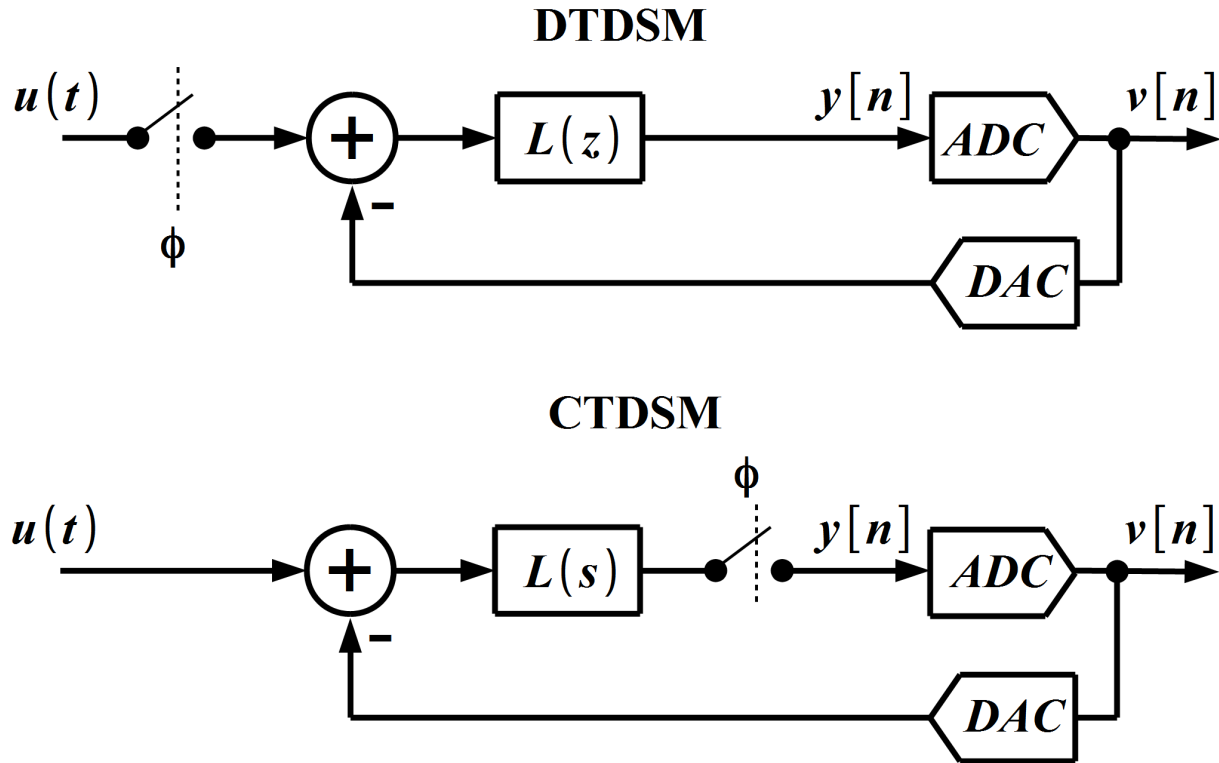 DTDSM
u(t)
y[n]
v[n]
+
L(z)
ADC
-
ϕ
DAC
CTDSM
ϕ
u(t)
y[n]
v[n]
+
L(s)
ADC
-
DAC